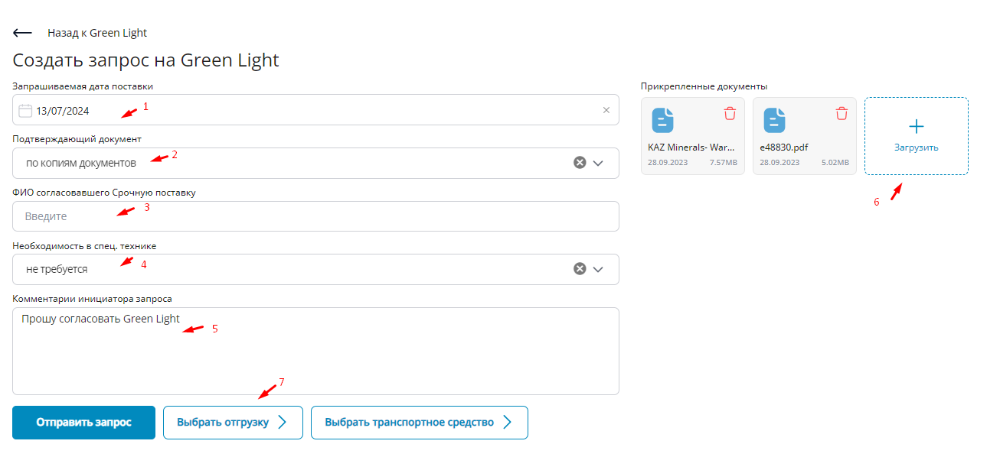 Назад к Green Light
Создать запрос на Green Light
Запрашиваемая дата поставки
13/07/2024
1
Подтверждающий документ
по копиям документов
2
ФИО согласовавшего Срочную поставку
Введите
3
Необходимость в спец. технике
не требуется
4
Комментарии инициатора запроса
Прошу согласовать Green Light
5
7
Отправить запрос
Выбрать отгрузку
Выбрать транспортное средство
Прикрепленные документы
KAZ Minerals- War...
28.09.2023 7.57MB
e48830.pdf
28.09.2023 5.02MB
Загрузить
6